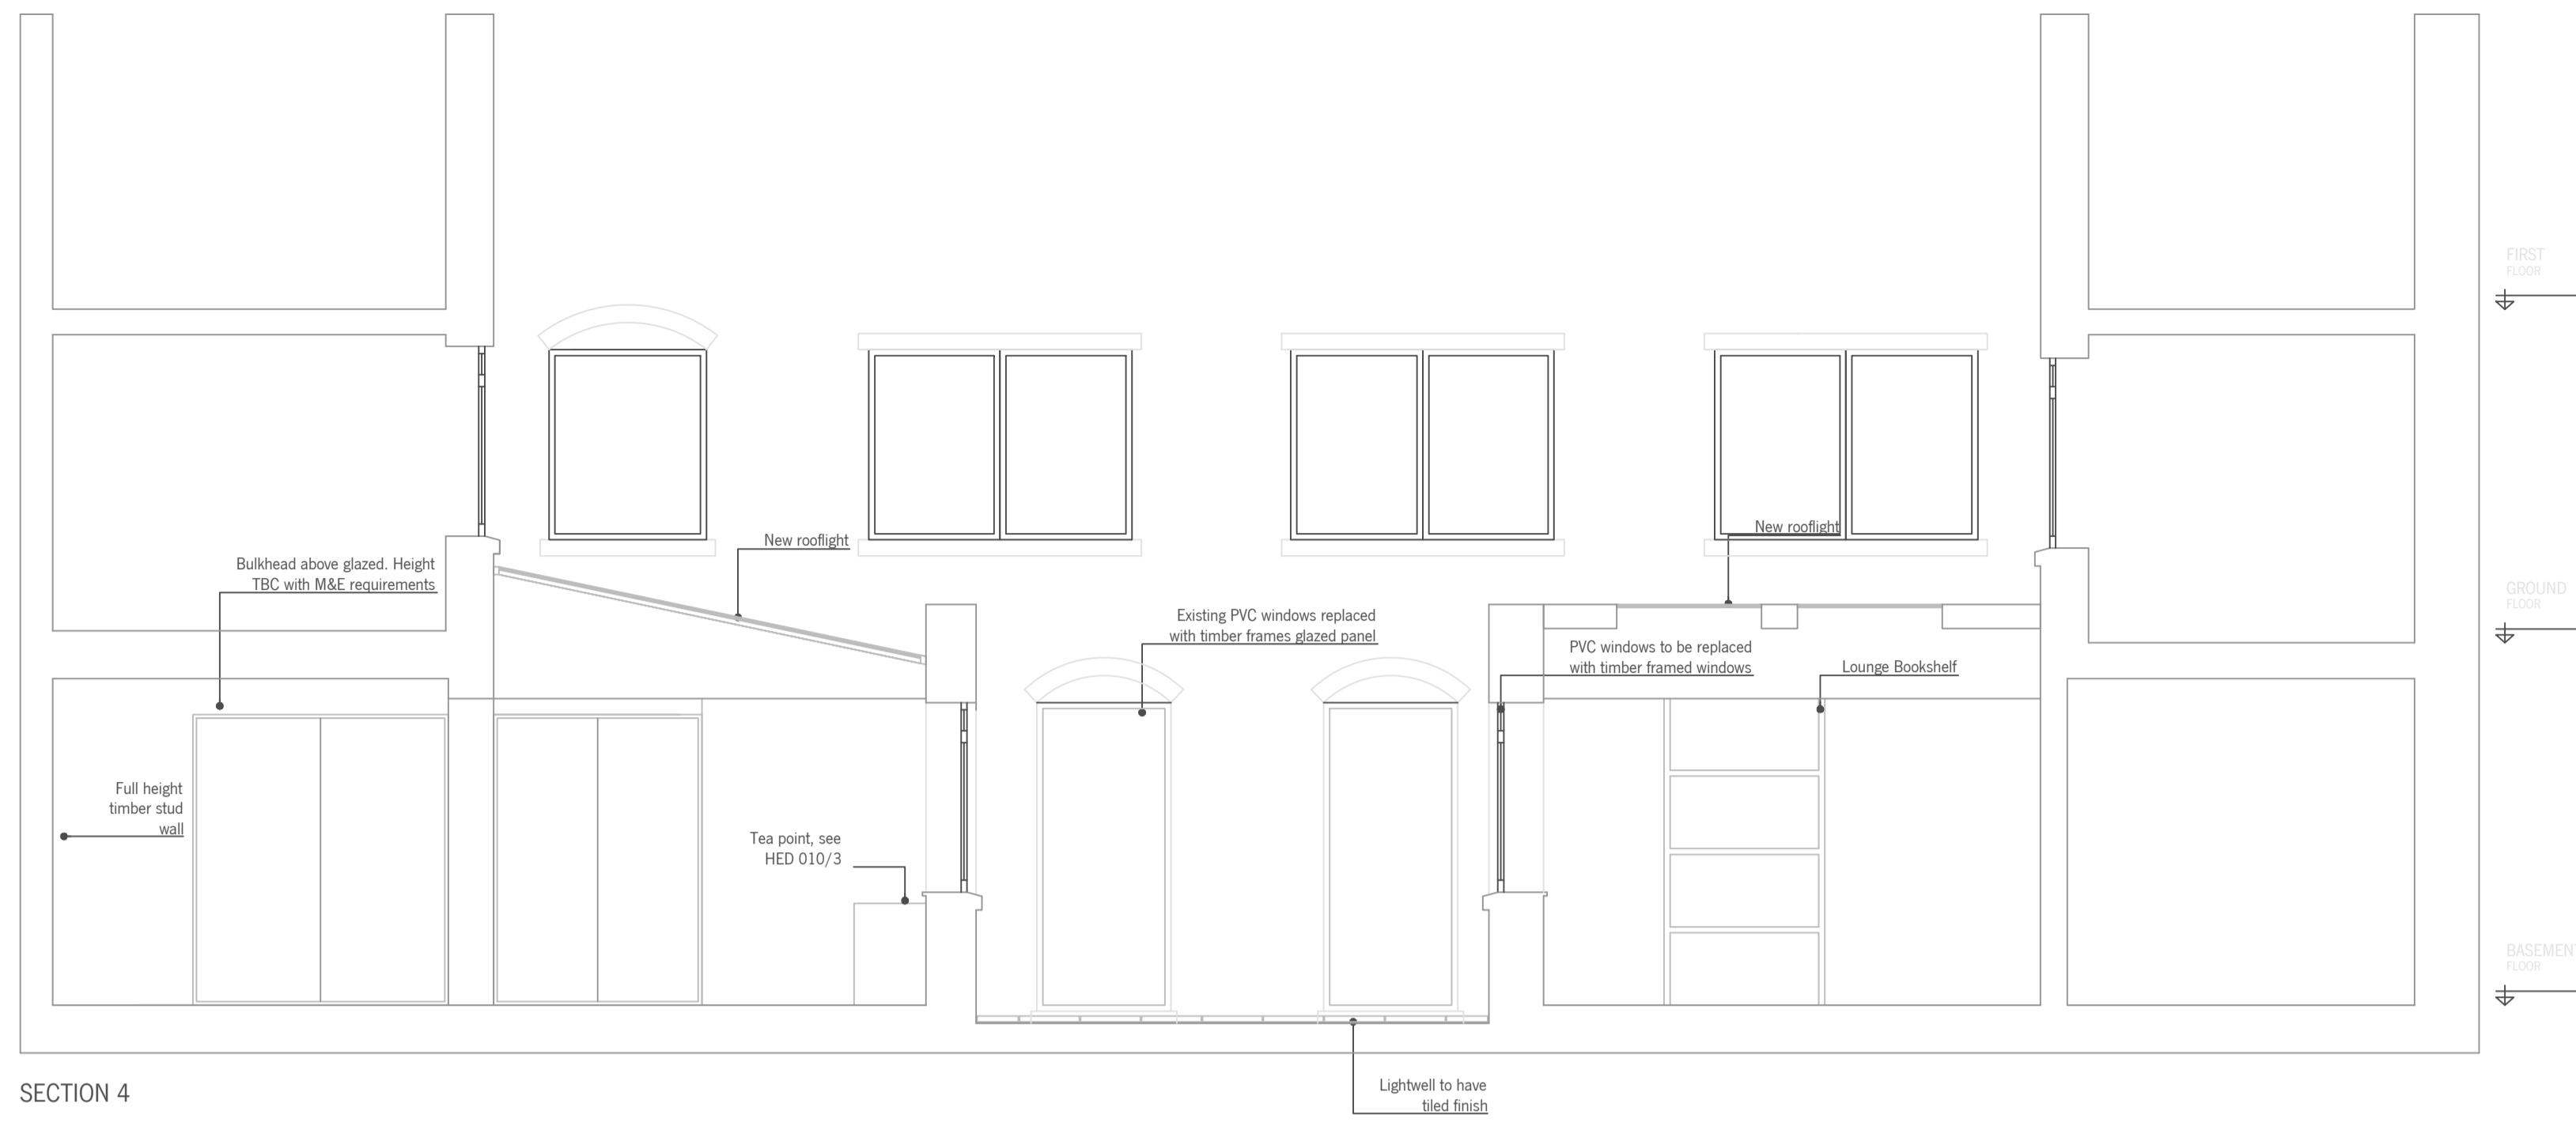 FIRST
FLOOR
New rooflight
New rooflight
Bulkhead above glazed. Height
TBC with M&E requirements
GROUND
FLOOR
Existing PVC windows replaced
with timber frames glazed panel
PVC windows to be replaced
with timber framed windows
Lounge Bookshelf
Full height
timber stud
wall
Tea point, see
HED 010/3
BASEMENT
FLOOR
SECTION 4
Lightwell to have
tiled finish